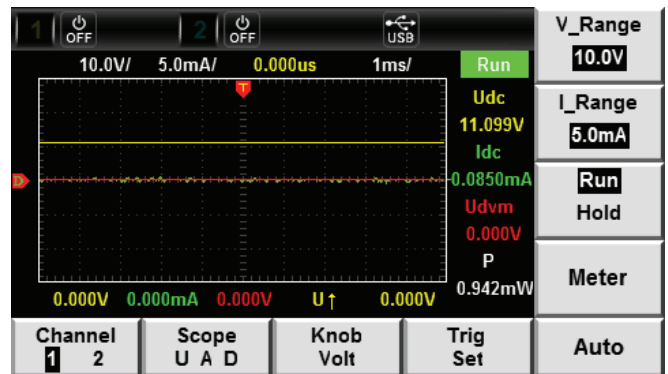 1 OFF 2 OFF USB
10.0V/ 5.0mA/ 0.000us 1ms/ Run
T
Udc
11.099V
Idc
-0.0850mA
D
Udvm
0.000V
P
0.942mW
0.000V 0.000mA 0.000V U↑ 0.000V
V_Range
10.0V
I_Range
5.0mA
Run
Hold
Meter
Auto
Channel
1 2
Scope
U A D
Knob
Volt
Trig
Set